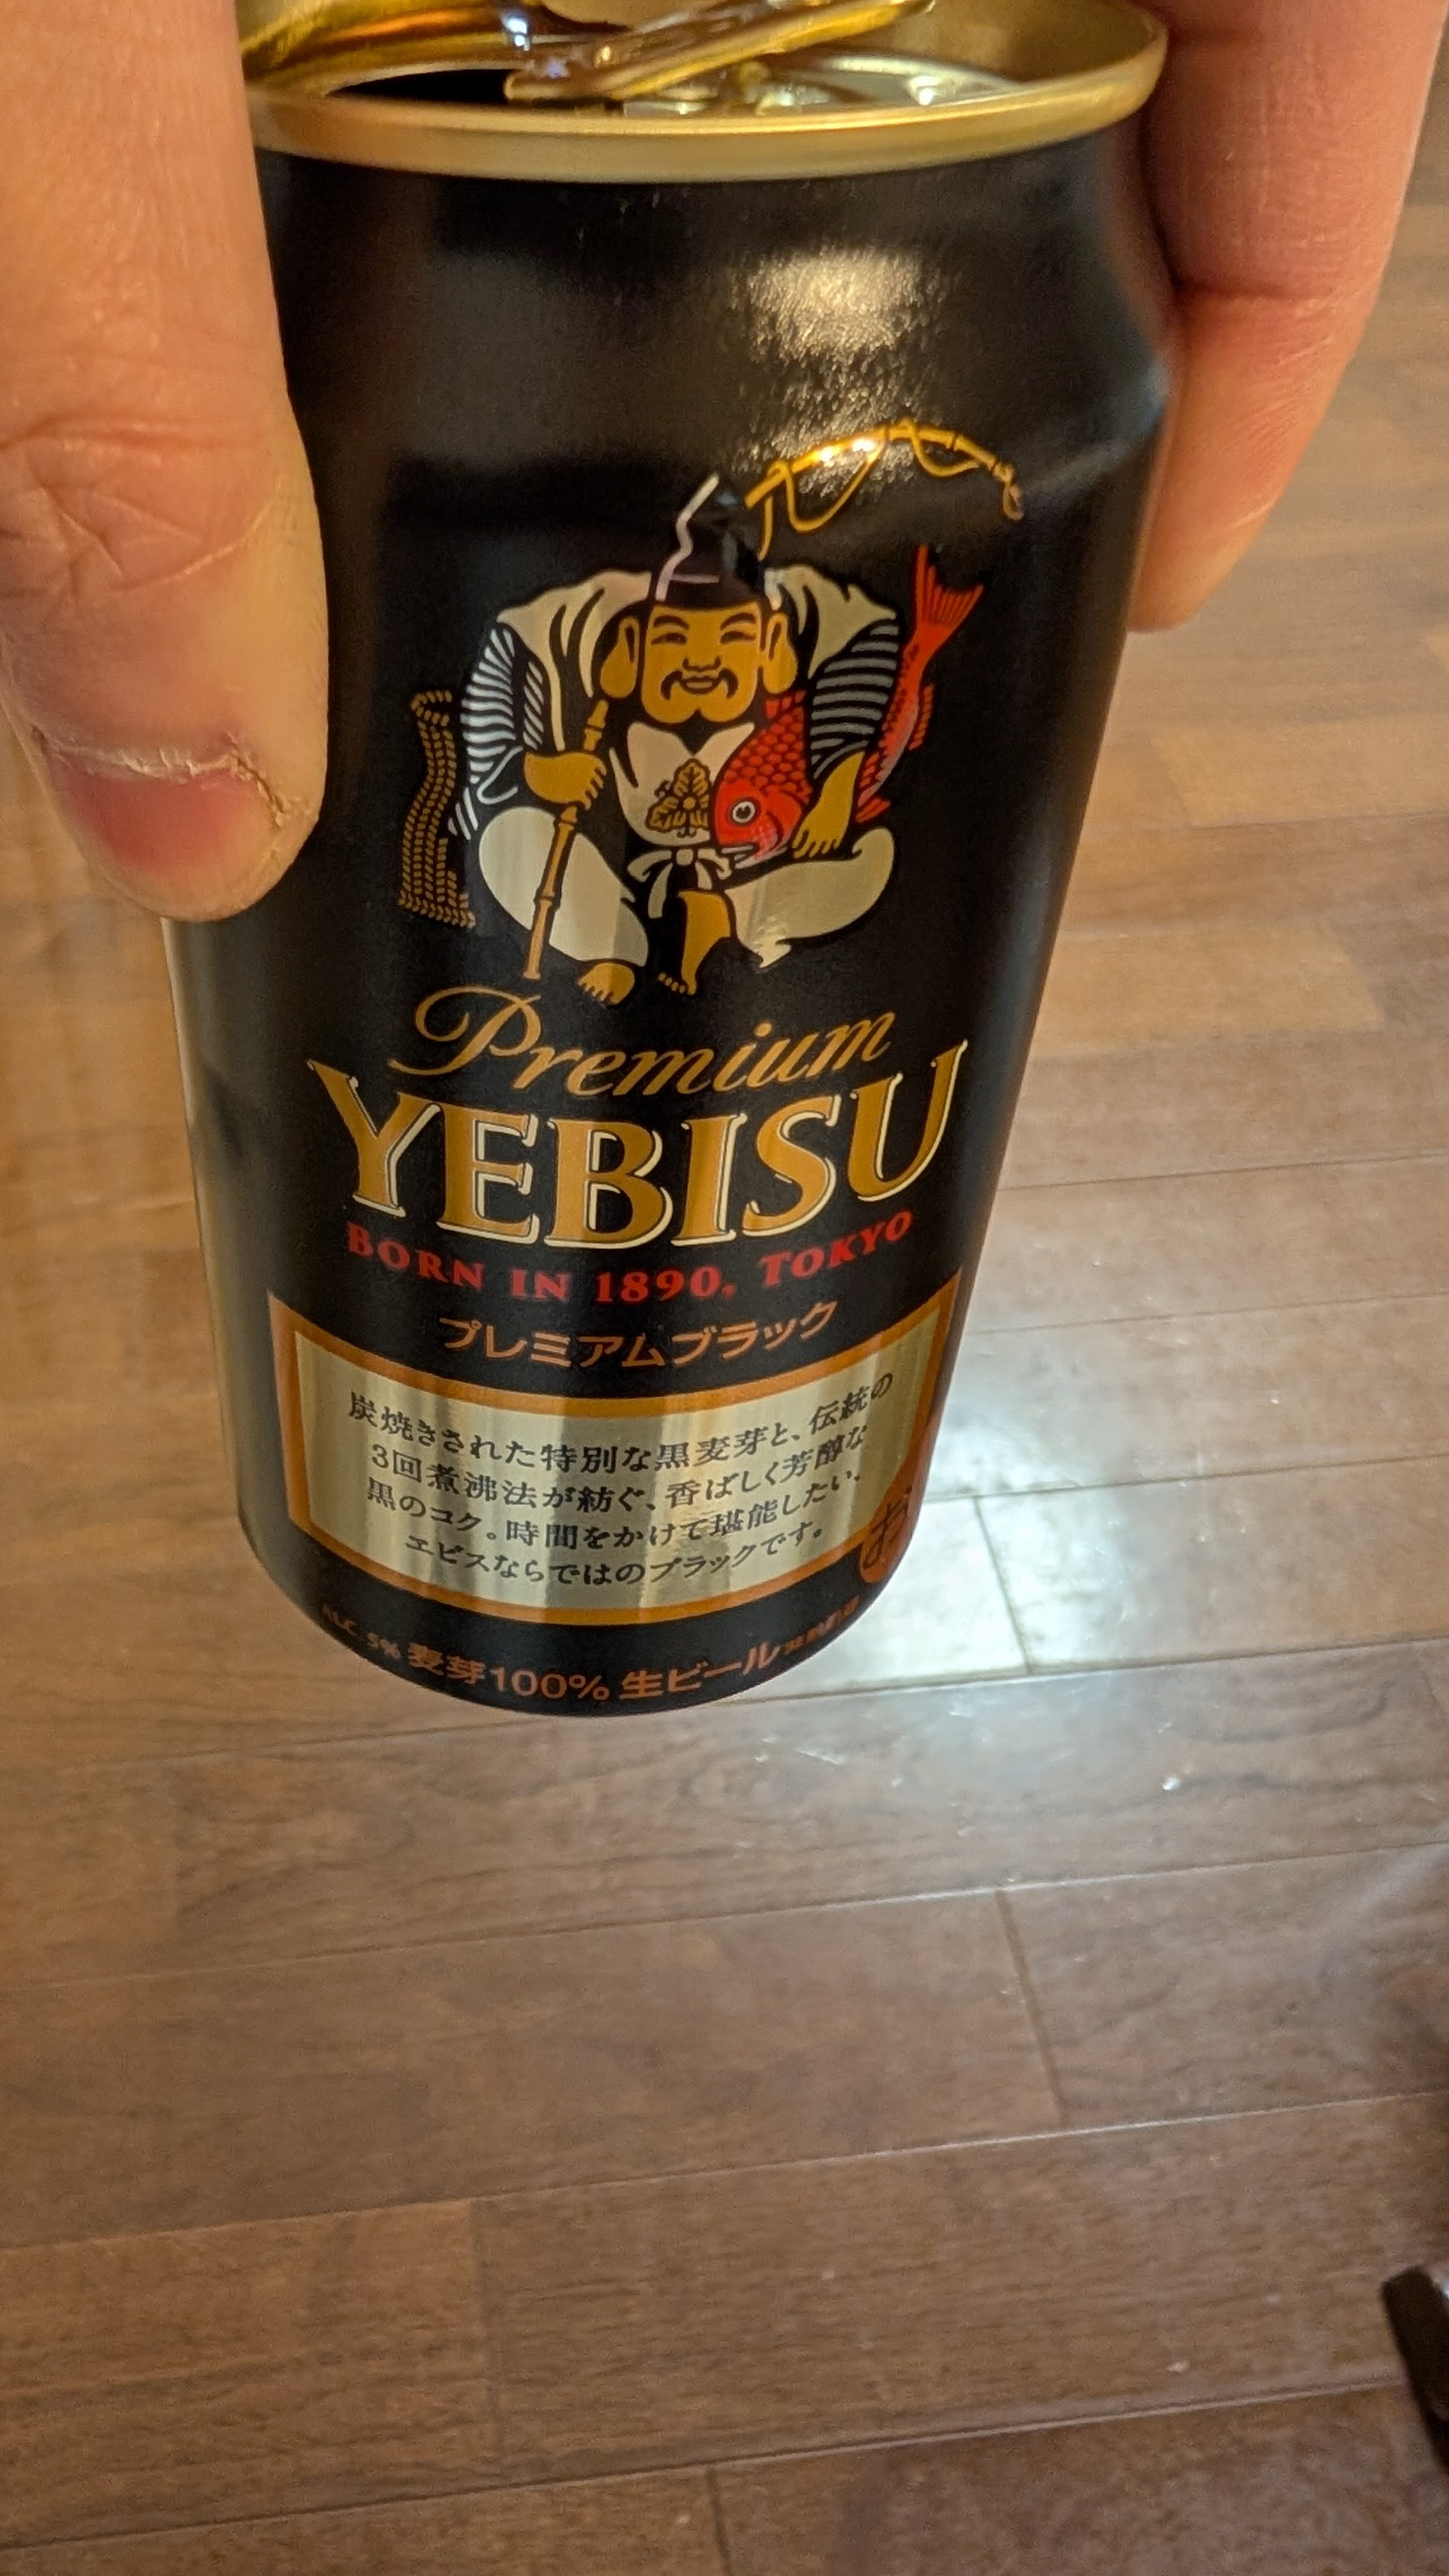 Premium
YEBISU
BORN IN 1890, TOKYO
プレミアムブラック
炭焼きされた特別な黒麦芽と、伝統の
3回煮沸法が紡ぐ、香ばしく芳醇な
黒のコク。時間をかけて堪能したい、
ヱビスならではのブラックです。
ALC. 5% 麦芽100% 生ビール
お